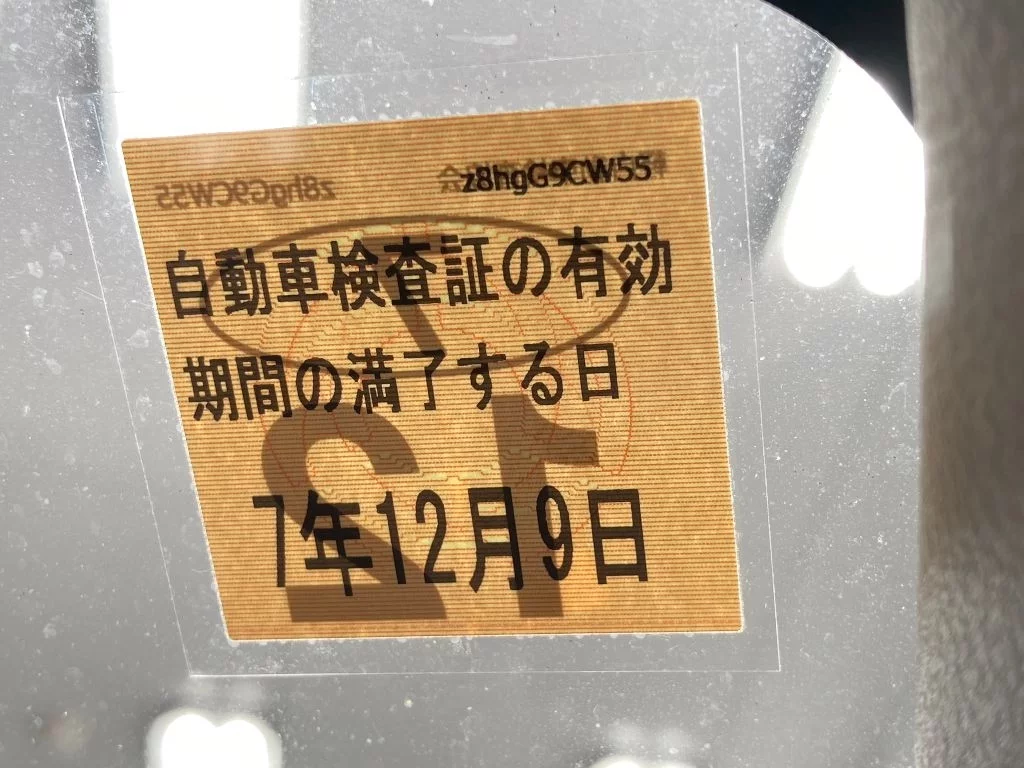 z8hgG9CW55
自動車検査証の有効
期間の満了する日
7年12月9日